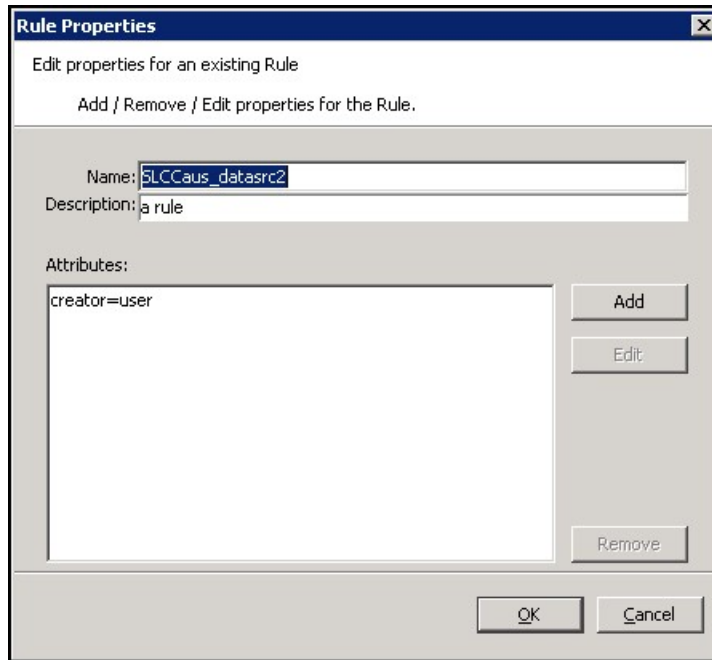 Rule Properties
Edit properties for an existing Rule
Add / Remove / Edit properties for the Rule.
Name: SLCCaus_datasrc2
Description: a rule
Attributes:
creator=user
Add
Edit
Remove
OK
Cancel